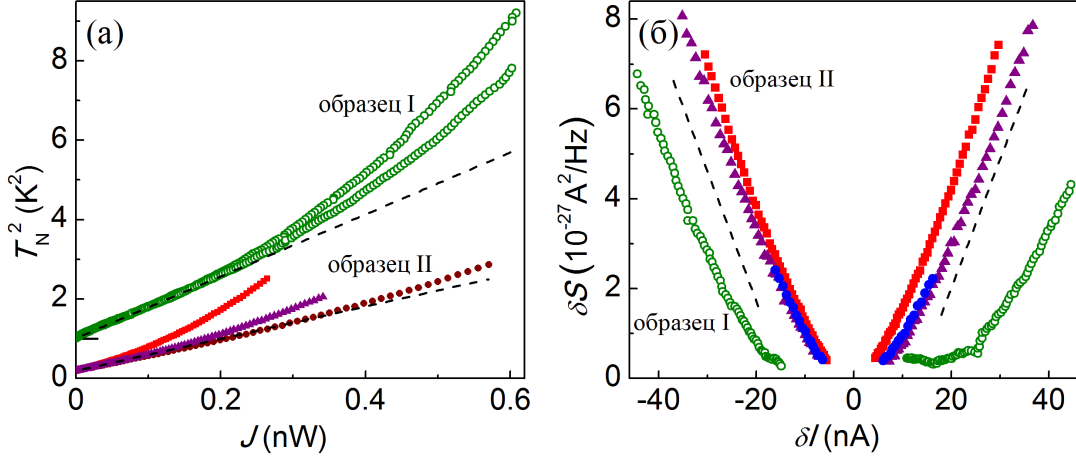 (а)
T_N^2 (K^2)
8
6
4
2
0
образец I
образец II
0
0.2
0.4
0.6
J (nW)
(б)
δS (10^-27 A^2/Hz)
8
6
4
2
0
образец II
образец I
-40
-20
0
20
40
δI (nA)